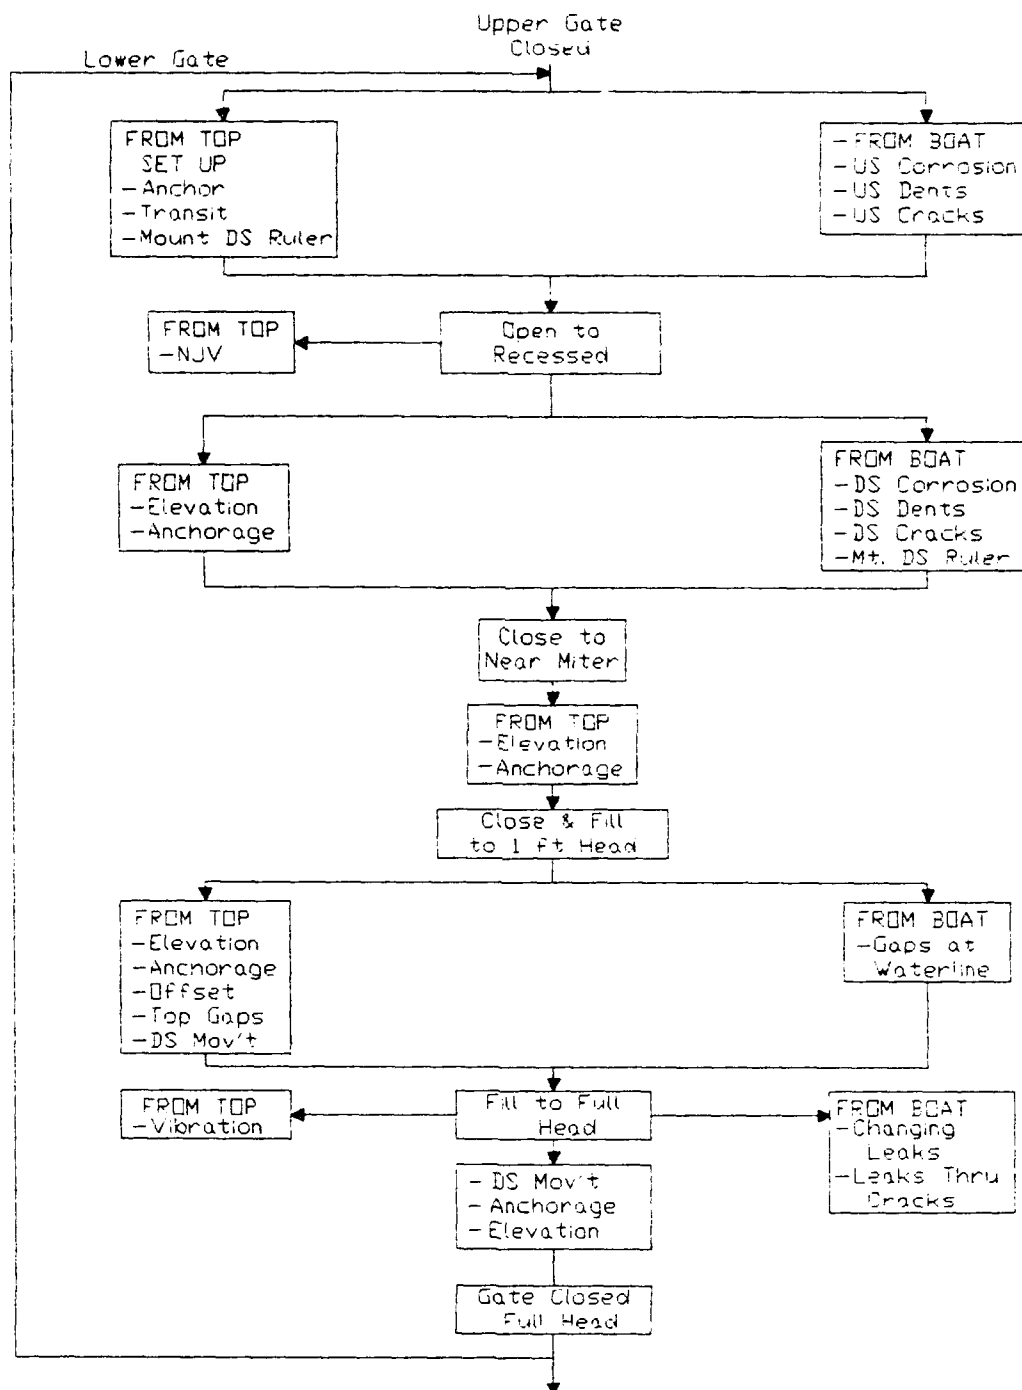 Upper Gate
Closed
Lower Gate
FROM TOP
SET UP
-Anchor
-Transit
-Mount DS Ruler
-FROM BOAT
-US Corrosion
-US Dents
-US Cracks
FROM TOP
-NJV
Open to
Recessed
FROM TOP
-Elevation
-Anchorage
FROM BOAT
-DS Corrosion
-DS Dents
-DS Cracks
-Mt. DS Ruler
Close to
Near Miter
FROM TOP
-Elevation
-Anchorage
Close & Fill
to 1 ft Head
FROM TOP
-Elevation
-Anchorage
-Offset
-Top Gaps
-DS Mov't
FROM BOAT
-Gaps at
Waterline
FROM TOP
-Vibration
Fill to Full
Head
FROM BOAT
-Changing
Leaks
-Leaks Thru
Cracks
- DS Mov't
- Anchorage
- Elevation
Gate Closed
Full Head